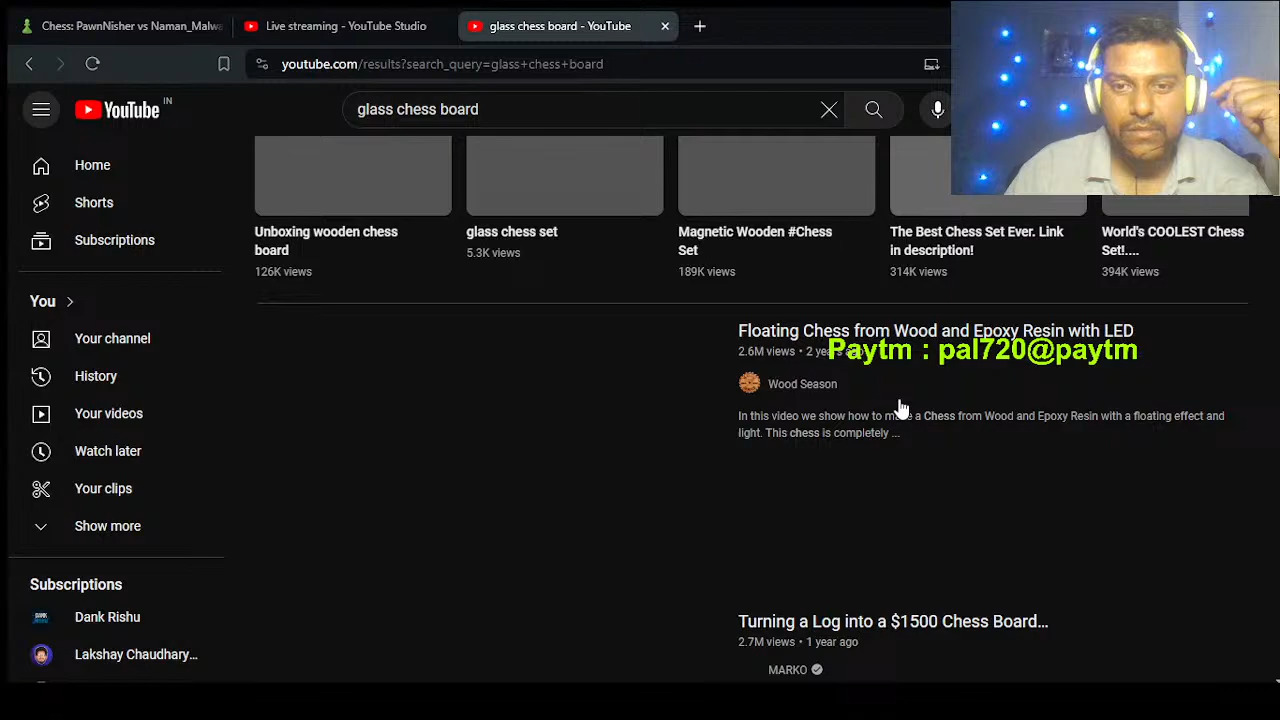 Chess: PawnNisher vs Naman_Malwa
Live streaming - YouTube Studio
glass chess board - YouTube
youtube.com/results?search_query=glass+chess+board
YouTube IN
glass chess board
Home
Shorts
Subscriptions
You
Your channel
History
Your videos
Watch later
Your clips
Show more
Subscriptions
Dank Rishu
Lakshay Chaudhary...
Unboxing wooden chess
board
126K views
glass chess set
5.3K views
Magnetic Wooden #Chess
Set
189K views
The Best Chess Set Ever. Link
in description!
314K views
World's COOLEST Chess
Set!....
394K views
Floating Chess from Wood and Epoxy Resin with LED
2.6M views • 2 years ago
Paytm : pal720@paytm
Wood Season
In this video we show how to make a Chess from Wood and Epoxy Resin with a floating effect and
light. This chess is completely ...
Turning a Log into a $1500 Chess Board...
2.7M views • 1 year ago
MARKO